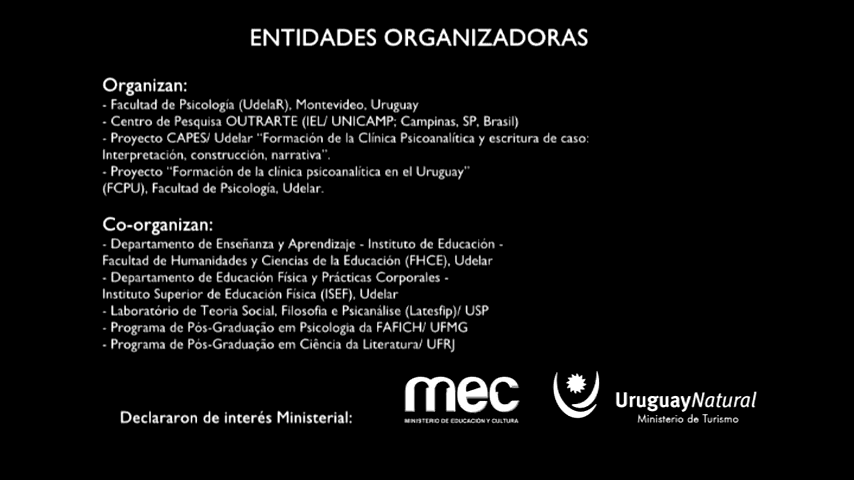 ENTIDADES ORGANIZADORAS
Organizan:
- Facultad de Psicología (UdelaR), Montevideo, Uruguay
- Centro de Pesquisa OUTRARTE (IEL/ UNICAMP; Campinas, SP, Brasil)
- Proyecto CAPES/ Udelar “Formación de la Clínica Psicoanalítica y escritura de caso:
Interpretación, construcción, narrativa”.
- Proyecto “Formación de la clínica psicoanalítica en el Uruguay”
(FCPU), Facultad de Psicología, Udelar.
Co-organizan:
- Departamento de Enseñanza y Aprendizaje - Instituto de Educación -
Facultad de Humanidades y Ciencias de la Educación (FHCE), Udelar
- Departamento de Educación Física y Prácticas Corporales -
Instituto Superior de Educación Física (ISEF), Udelar
- Laboratório de Teoria Social, Filosofia e Psicanálise (Latesfip)/ USP
- Programa de Pós-Graduação em Psicologia da FAFICH/ UFMG
- Programa de Pós-Graduação em Ciência da Literatura/ UFRJ
Declararon de interés Ministerial:
mec
MINISTERIO DE EDUCACIÓN Y CULTURA
UruguayNatural
Ministerio de Turismo